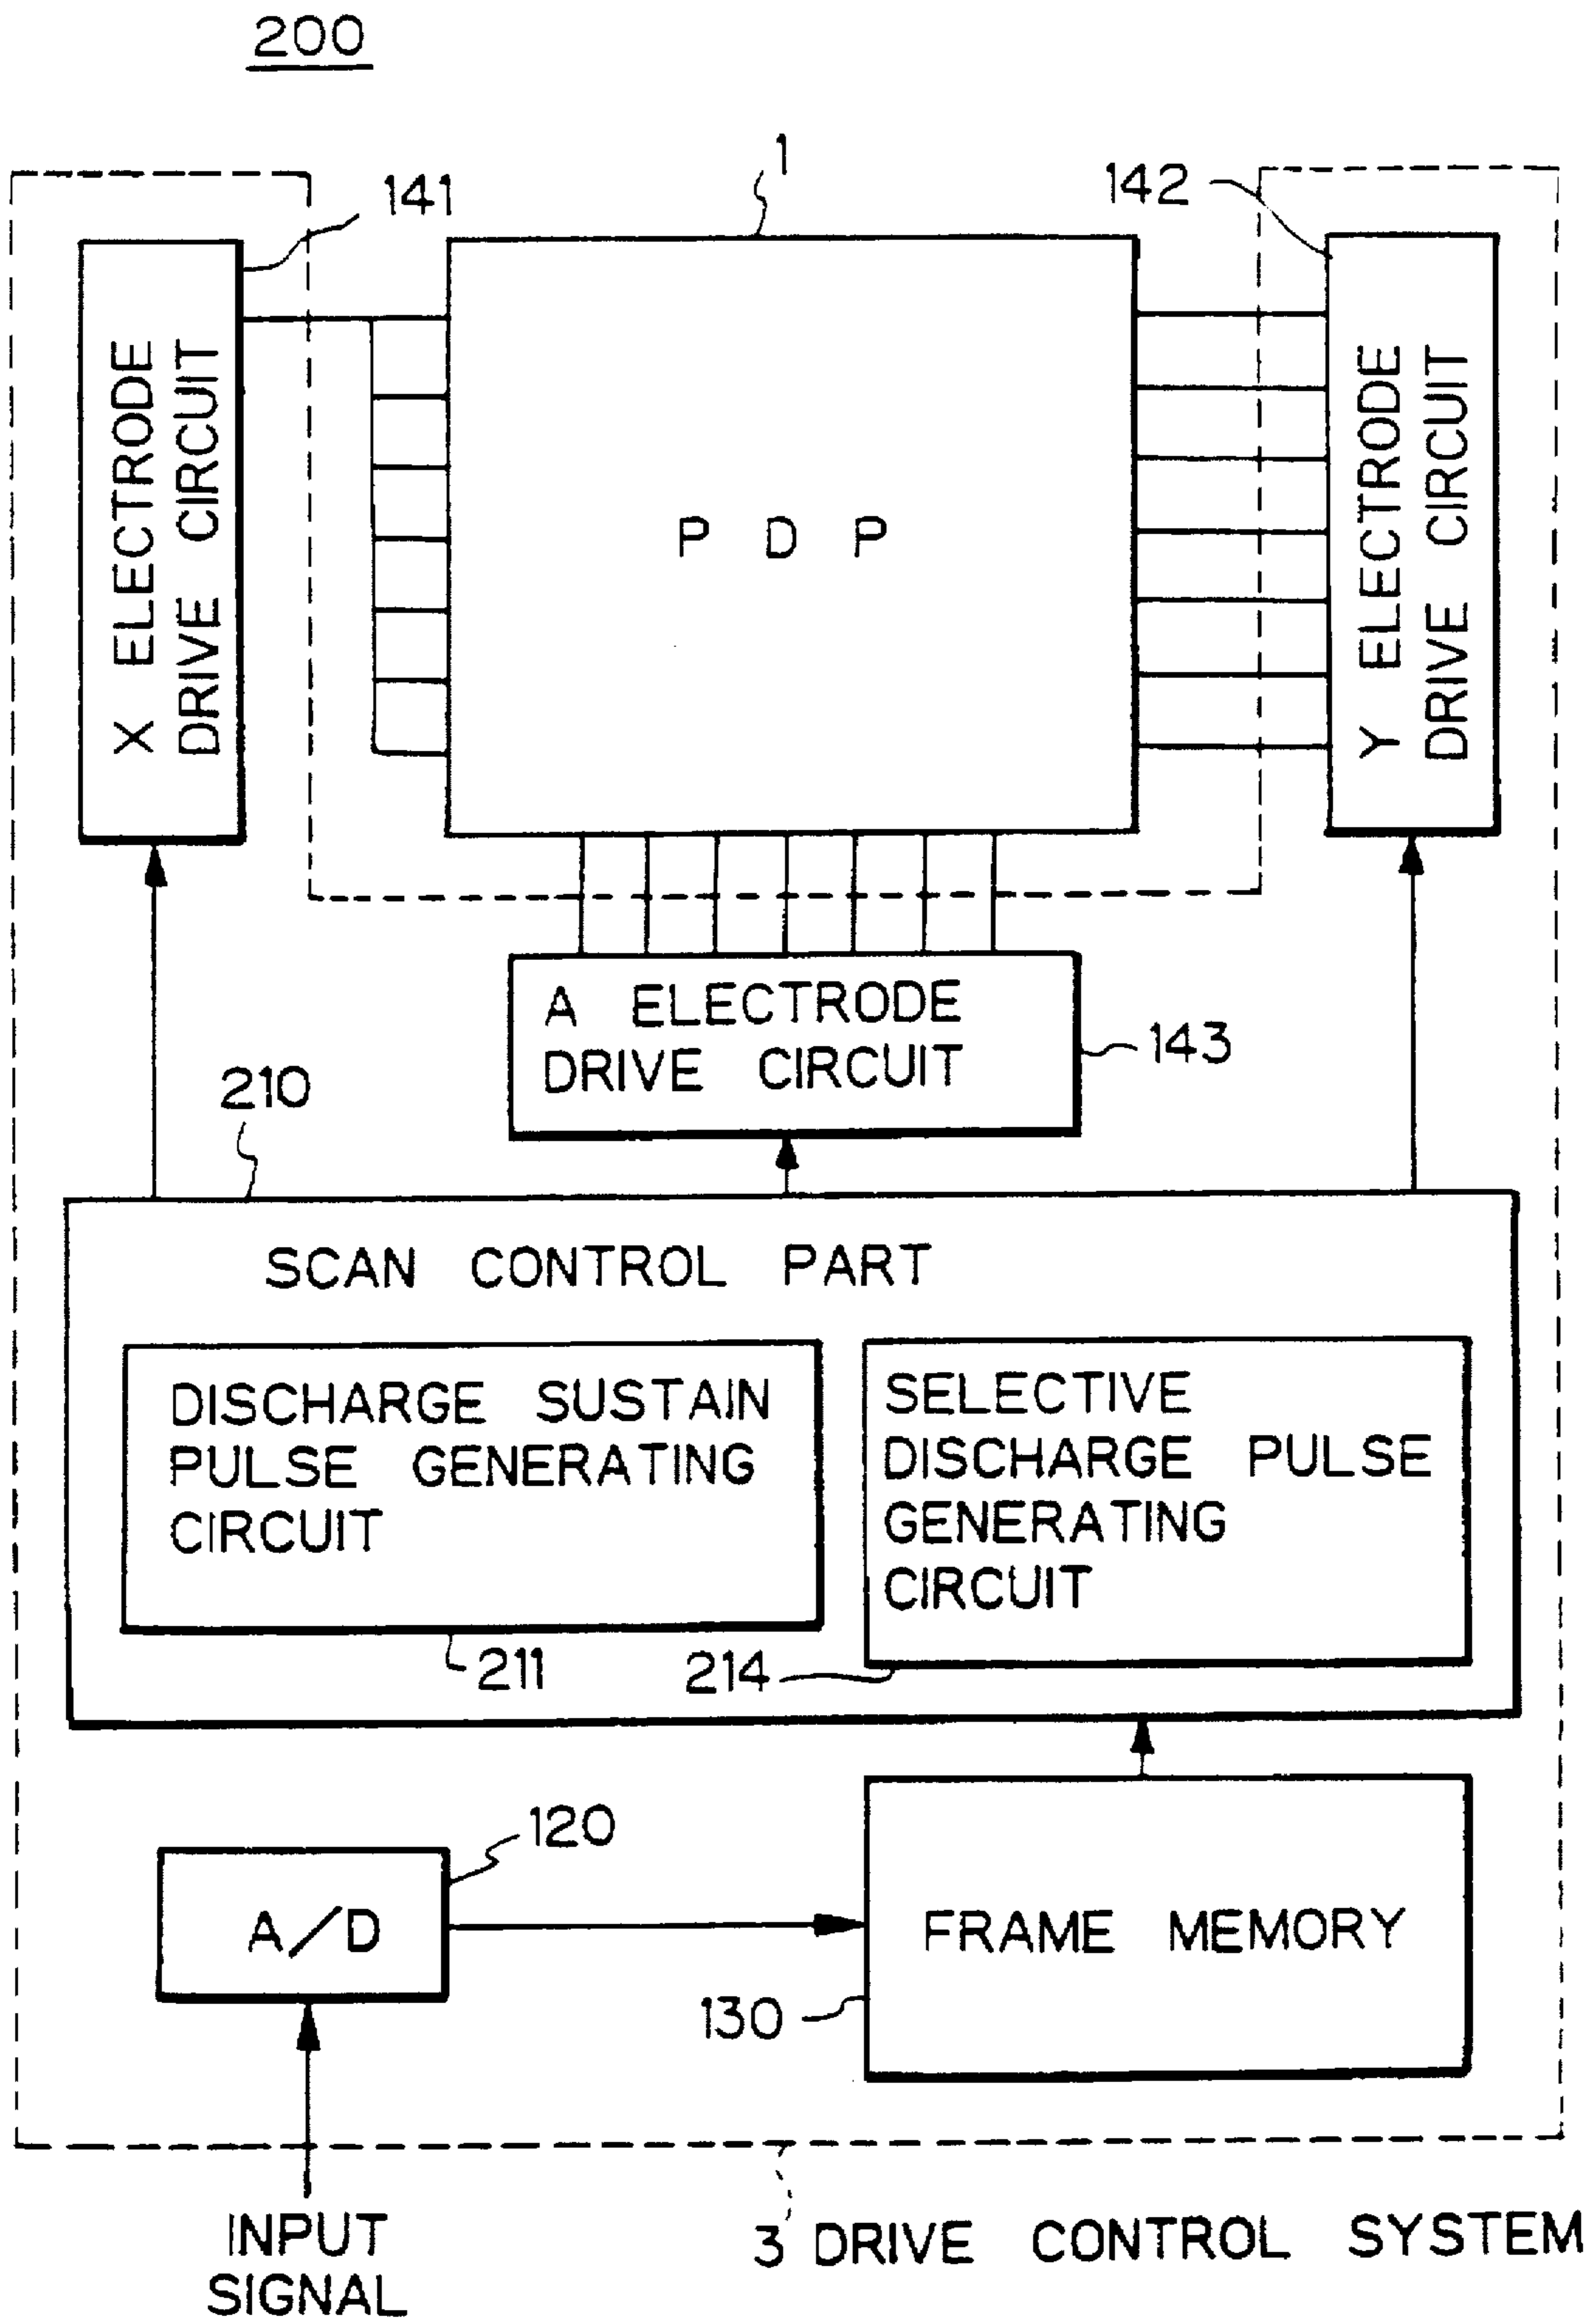 200
1
141
142
X ELECTRODE
DRIVE CIRCUIT
P D P
Y ELECTRODE
DRIVE CIRCUIT
A ELECTRODE
DRIVE CIRCUIT
143
210
SCAN CONTROL PART
DISCHARGE SUSTAIN
PULSE GENERATING
CIRCUIT
211
SELECTIVE
DISCHARGE PULSE
GENERATING
CIRCUIT
214
120
A/D
FRAME MEMORY
130
INPUT
SIGNAL
3 DRIVE CONTROL SYSTEM